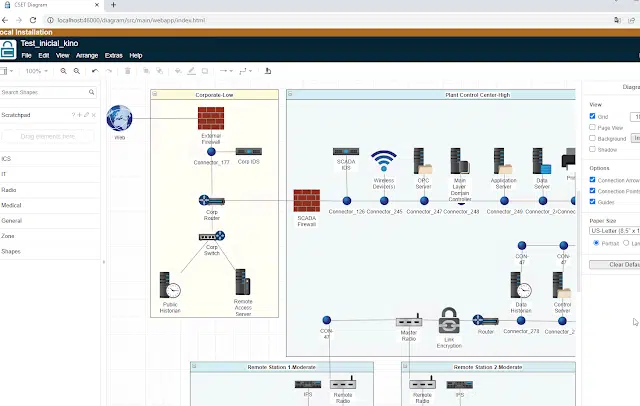 CSET Diagram
localhost:46000/diagram/src/main/webapp/index.html
ocal Installation
Test_inicial_kino
File Edit View Arrange Extras Help
100%
Search Shapes
Scratchpad
Drag elements here.
ICS
IT
Radio
Medical
General
Zone
Shapes
Corporate-Low
Web
External
Firewall
Connector_177
Corp IDS
Corp
Router
Corp
Switch
Public
Historian
Remote
Access
Server
Plant Control Center-High
SCADA
IDS
Wireless
Device(s)
OPC
Server
Main
Layer
Domain
Controller
Application
Server
Data
Server
SCADA
Firewall
Connector_126
Connector_245
Connector_247
Connector_248
Connector_249
CON-
47
CON-
47
Data
Historian
Control
Server
CON-
47
Master
Radio
Link
Encryption
Router
Connector_278
Remote Station 1-Moderate
IPS
Remote
Radio
Remote Station 2-Moderate
Remote
Radio
IPS
Diagra
View
Grid 10
Page View
Background Im
Shadow
Options
Connection Arrow
Connection Points
Guides
Paper Size
US-Letter (8,5" x 1
Portrait Lan
Clear Defau